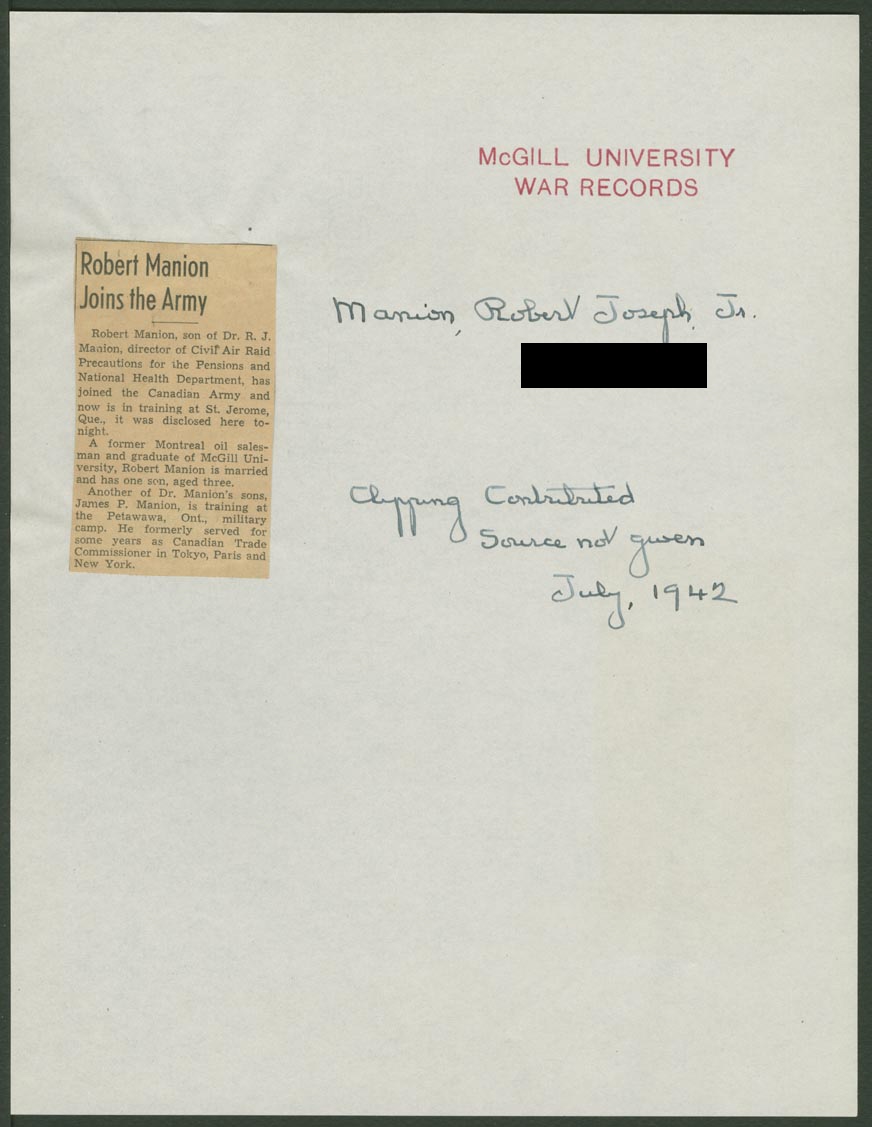 McGILL UNIVERSITY
WAR RECORDS
Robert Manion
Joins the Army
Robert Manion, son of Dr. R. J.
Manion, director of Civil Air Raid
Precautions for the Pensions and
National Health Department, has
joined the Canadian Army and
now is in training at St. Jerome,
Que., it was disclosed here to-
night.
A former Montreal oil sales-
man and graduate of McGill Uni-
versity, Robert Manion is married
and has one son, aged three.
Another of Dr. Manion's sons,
James P. Manion, is training at
the Petawawa, Ont., military
camp. He formerly served for
some years as Canadian Trade
Commissioner in Tokyo, Paris and
New York.
Manion, Robert Joseph, Jr.
Clipping Contributed
Source not given
July, 1942